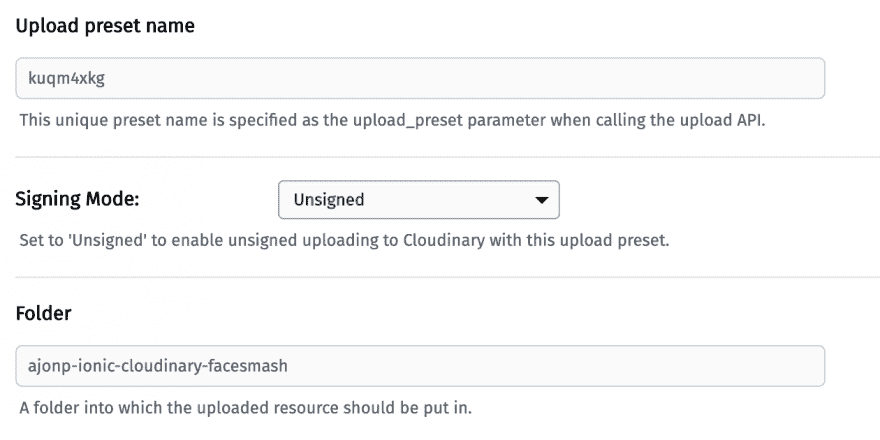 Upload preset name
kuqm4xkg
This unique preset name is specified as the upload_preset parameter when calling the upload API.
Signing Mode: Unsigned
Set to 'Unsigned' to enable unsigned uploading to Cloudinary with this upload preset.
Folder
ajonp-ionic-cloudinary-facesmash
A folder into which the uploaded resource should be put in.